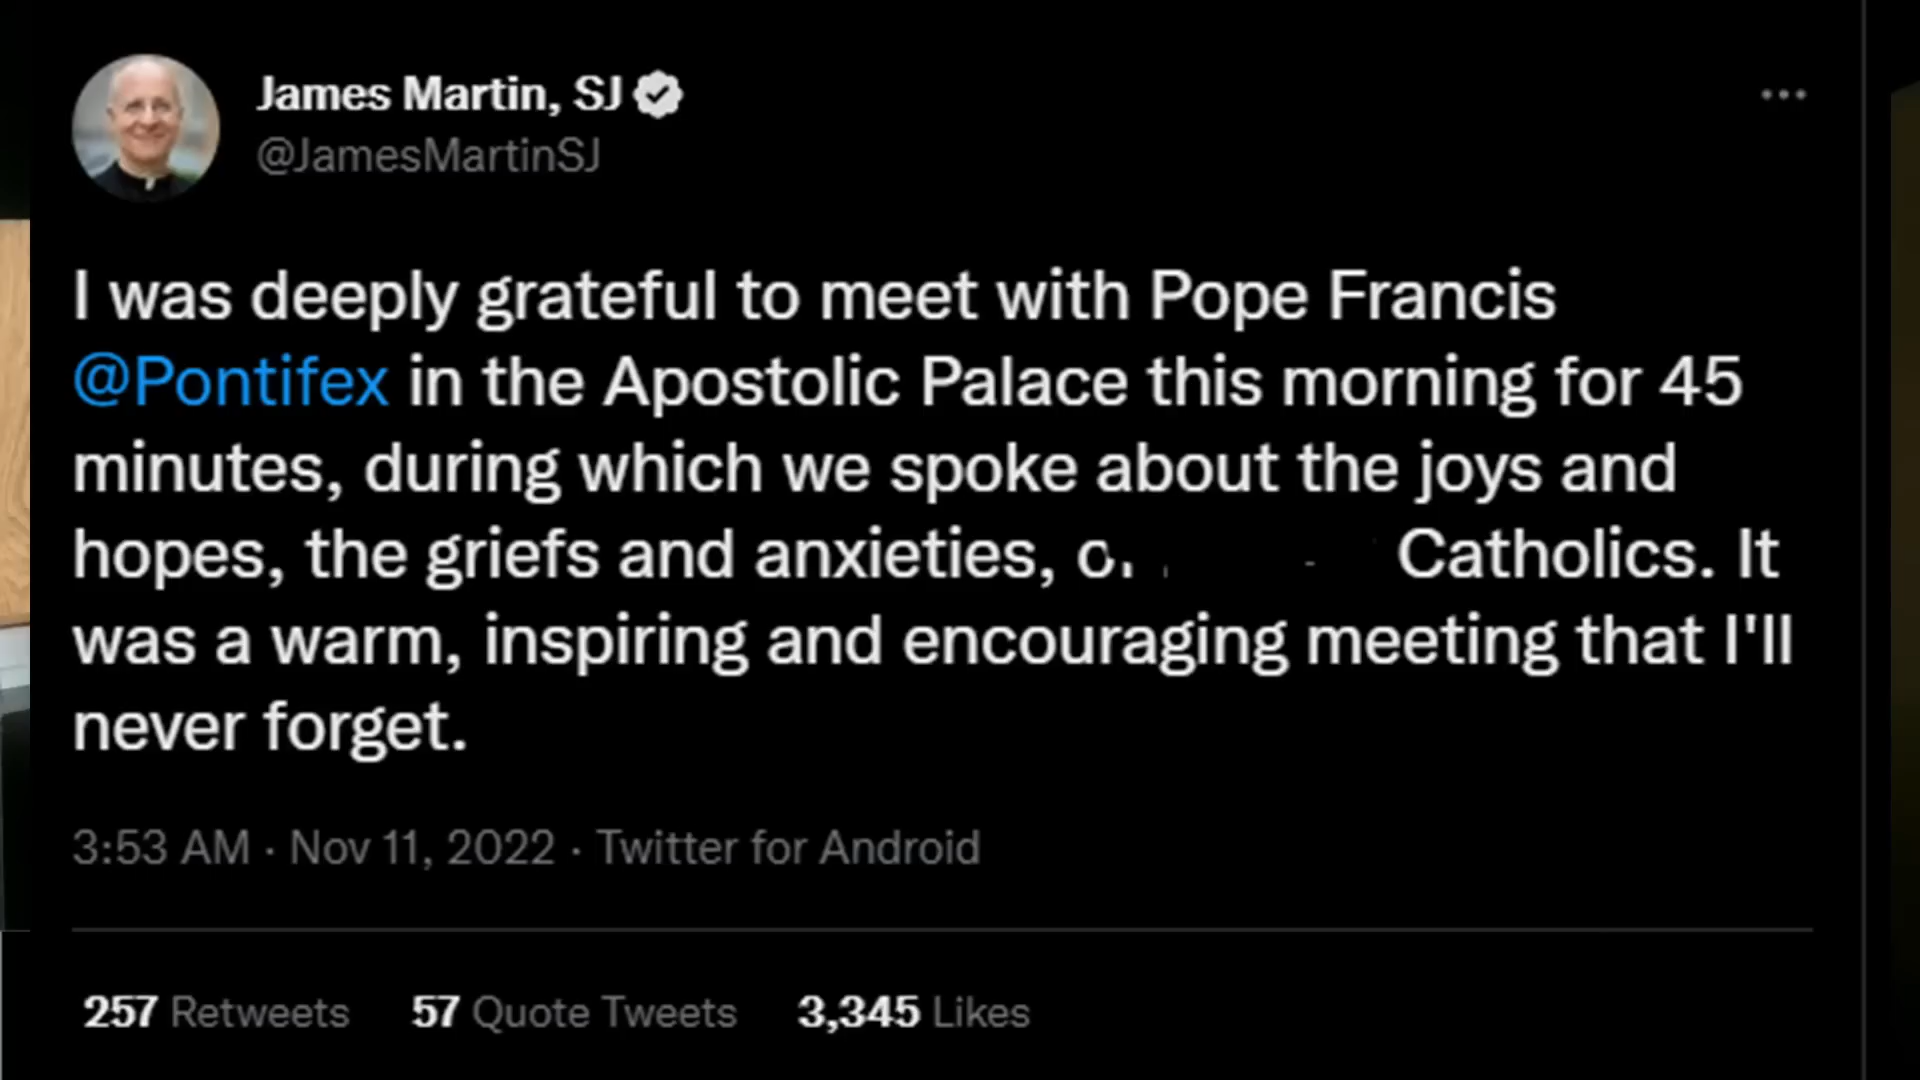 James Martin, SJ
@JamesMartinSJ
I was deeply grateful to meet with Pope Francis
@Pontifex in the Apostolic Palace this morning for 45
minutes, during which we spoke about the joys and
hopes, the griefs and anxieties, Catholics. It
was a warm, inspiring and encouraging meeting that I'll
never forget.
3:53 AM · Nov 11, 2022 · Twitter for Android
257 Retweets 57 Quote Tweets 3,345 Likes